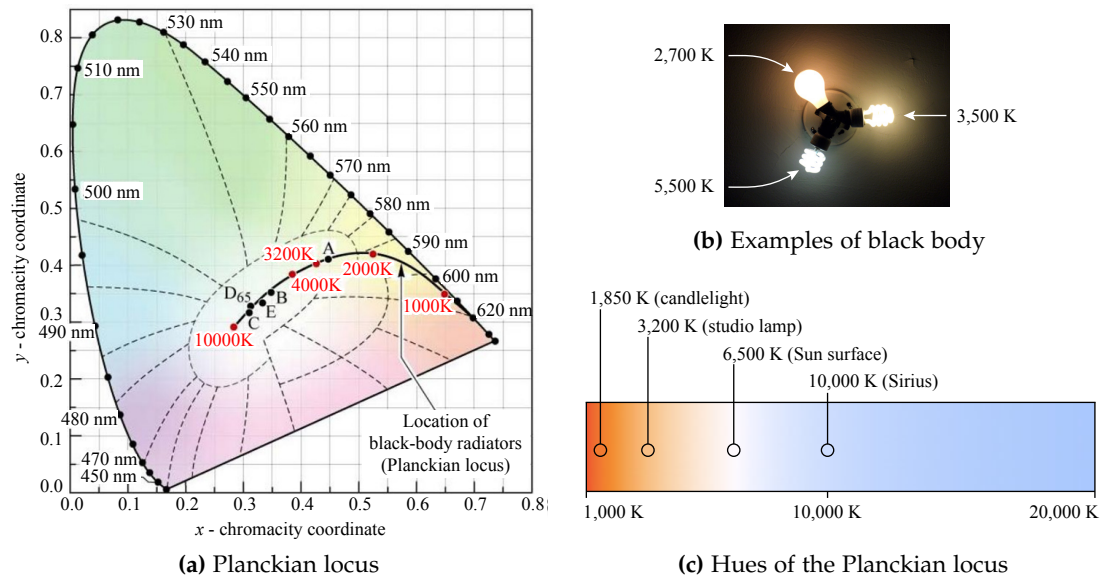 0.8
0.7
0.6
0.5
0.4
0.3
0.2
0.1
0.0
y - chromacity coordinate
530 nm
540 nm
510 nm
550 nm
560 nm
570 nm
500 nm
580 nm
590 nm
A
3200K
2000K
600 nm
4000K
D65
B
1000K
E
C
620 nm
490 nm
10000K
480 nm
Location of
black-body radiators
(Planckian locus)
470 nm
450 nm
0.0 0.1 0.2 0.3 0.4 0.5 0.6 0.7 0.8
x - chromacity coordinate
(a) Planckian locus
2,700 K
3,500 K
5,500 K
(b) Examples of black body
1,850 K (candlelight)
3,200 K (studio lamp)
6,500 K (Sun surface)
10,000 K (Sirius)
1,000 K 10,000 K 20,000 K
(c) Hues of the Planckian locus